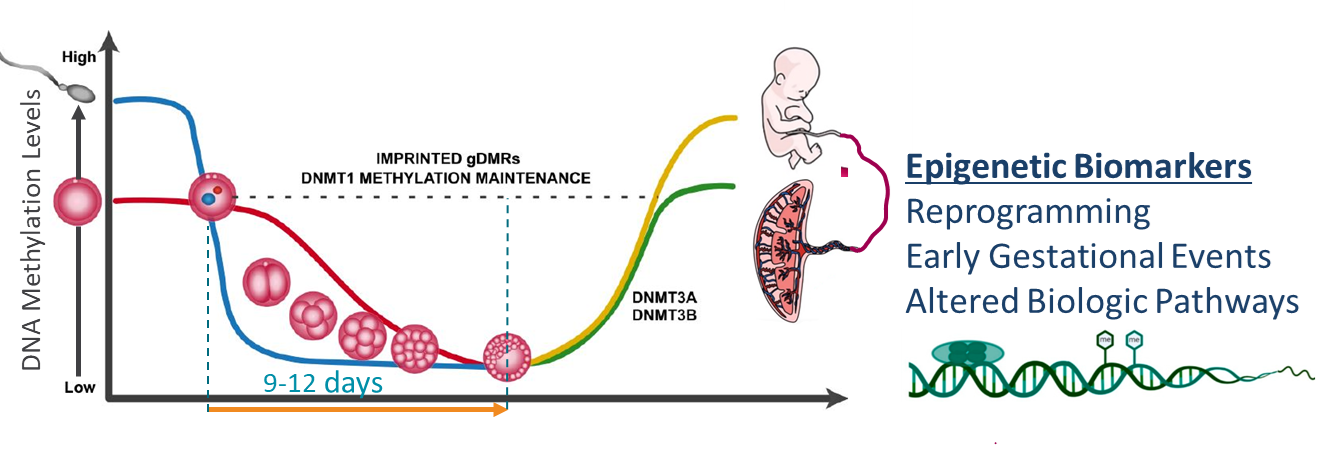 High
DNA Methylation Levels
Low
IMPRINTED gDMRs
DNMT1 METHYLATION MAINTENANCE
9-12 days
DNMT3A
DNMT3B
Epigenetic Biomarkers
Reprogramming
Early Gestational Events
Altered Biologic Pathways
me
me